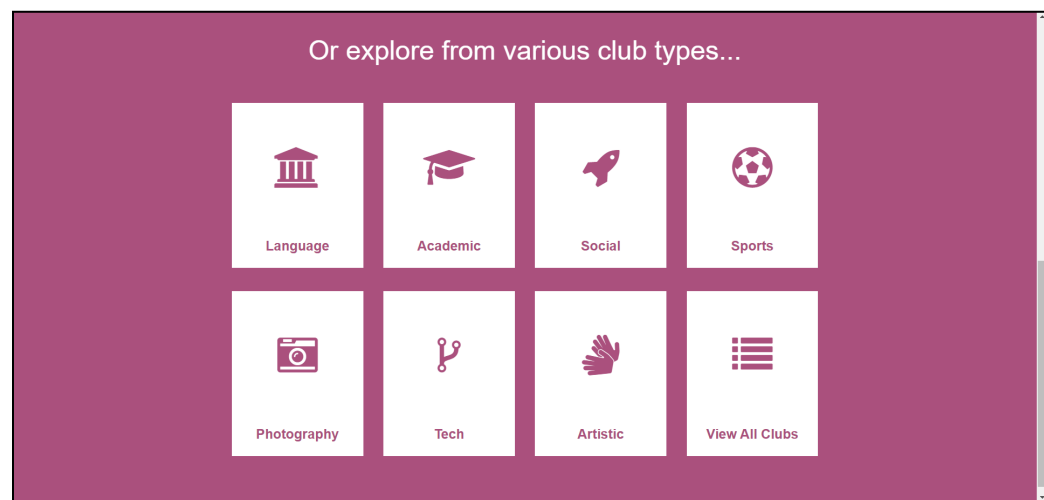 Or explore from various club types...
Language
Academic
Social
Sports
Photography
Tech
Artistic
View All Clubs